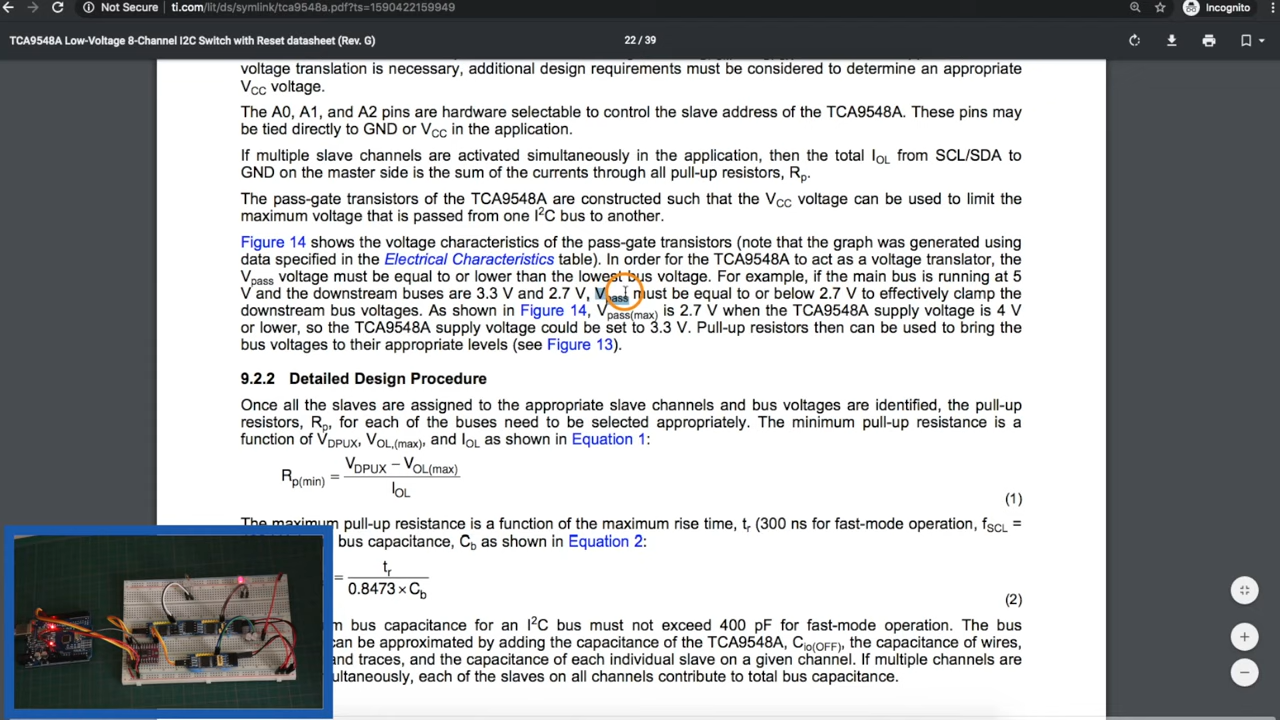 Not Secure | ti.com/lit/ds/symlink/tca9548a.pdf?ts=1590422159949
Incognito
TCA9548A Low-Voltage 8-Channel I2C Switch with Reset datasheet (Rev. G)
22 / 39
voltage translation is necessary, additional design requirements must be considered to determine an appropriate
VCC voltage.
The A0, A1, and A2 pins are hardware selectable to control the slave address of the TCA9548A. These pins may
be tied directly to GND or VCC in the application.
If multiple slave channels are activated simultaneously in the application, then the total IOL from SCL/SDA to
GND on the master side is the sum of the currents through all pull-up resistors, Rp.
The pass-gate transistors of the TCA9548A are constructed such that the VCC voltage can be used to limit the
maximum voltage that is passed from one I2C bus to another.
Figure 14 shows the voltage characteristics of the pass-gate transistors (note that the graph was generated using
data specified in the Electrical Characteristics table). In order for the TCA9548A to act as a voltage translator, the
Vpass voltage must be equal to or lower than the lowest bus voltage. For example, if the main bus is running at 5
V and the downstream buses are 3.3 V and 2.7 V, Vpass must be equal to or below 2.7 V to effectively clamp the
downstream bus voltages. As shown in Figure 14, Vpass(max) is 2.7 V when the TCA9548A supply voltage is 4 V
or lower, so the TCA9548A supply voltage could be set to 3.3 V. Pull-up resistors then can be used to bring the
bus voltages to their appropriate levels (see Figure 13).
9.2.2 Detailed Design Procedure
Once all the slaves are assigned to the appropriate slave channels and bus voltages are identified, the pull-up
resistors, Rp, for each of the buses need to be selected appropriately. The minimum pull-up resistance is a
function of VDPUX, VOL,(max), and IOL as shown in Equation 1:
Rp(min) = VDPUX − VOL(max)
IOL
(1)
The maximum pull-up resistance is a function of the maximum rise time, tr (300 ns for fast-mode operation, fSCL =
bus capacitance, Cb as shown in Equation 2:
= tr
0.8473 × Cb
(2)
bus capacitance for an I2C bus must not exceed 400 pF for fast-mode operation. The bus
can be approximated by adding the capacitance of the TCA9548A, Cio(OFF), the capacitance of wires,
and traces, and the capacitance of each individual slave on a given channel. If multiple channels are
each of the slaves on all channels contribute to total bus capacitance.